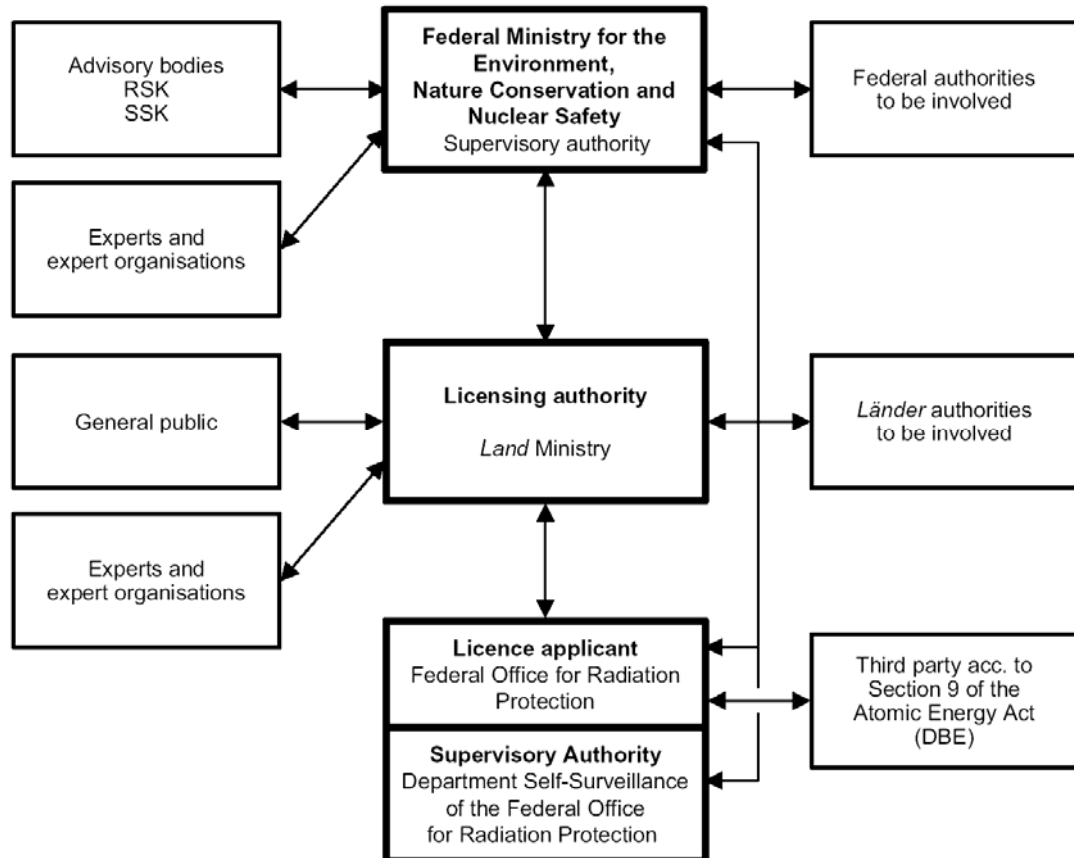 Advisory bodies
RSK
SSK
Federal Ministry for the
Environment,
Nature Conservation and
Nuclear Safety
Supervisory authority
Federal authorities
to be involved
Experts and
expert organisations
General public
Licensing authority
Land Ministry
Länder authorities
to be involved
Experts and
expert organisations
Licence applicant
Federal Office for Radiation
Protection
Third party acc. to
Section 9 of the
Atomic Energy Act
(DBE)
Supervisory Authority
Department Self-Surveillance
of the Federal Office
for Radiation Protection